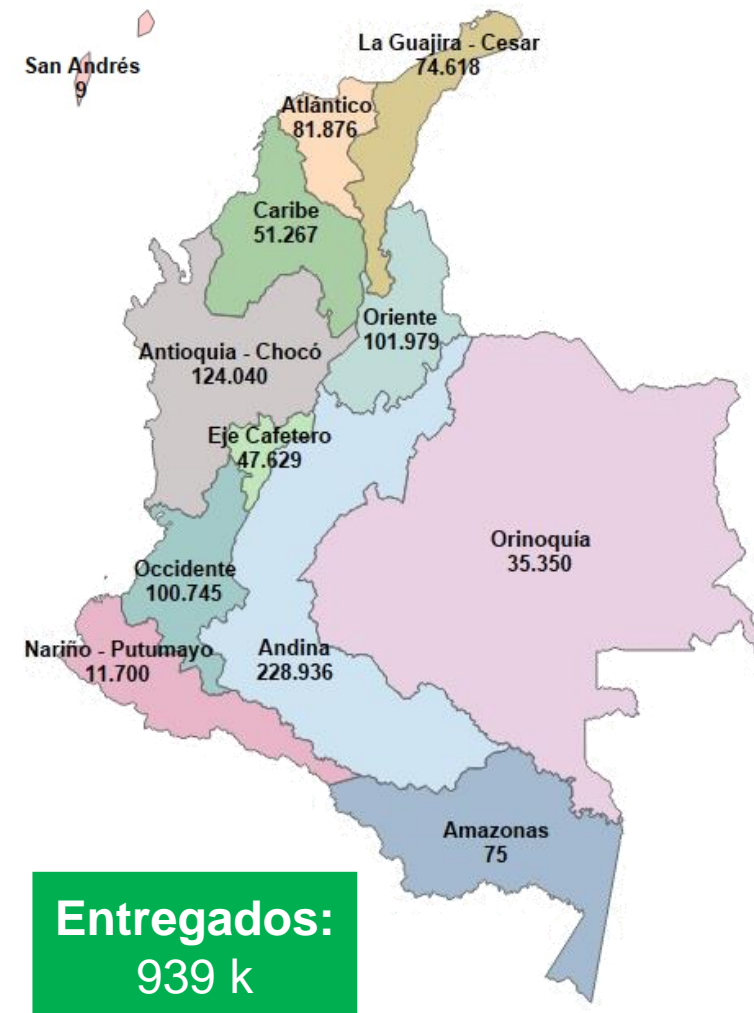 La Guajira - Cesar
74.618
San Andrés
9
Atlántico
81.876
Caribe
51.267
Oriente
101.979
Antioquia - Chocó
124.040
Eje Cafetero
47.629
Orinoquía
35.350
Occidente
100.745
Nariño - Putumayo
11.700
Andina
228.936
Amazonas
75
Entregados:
939 k